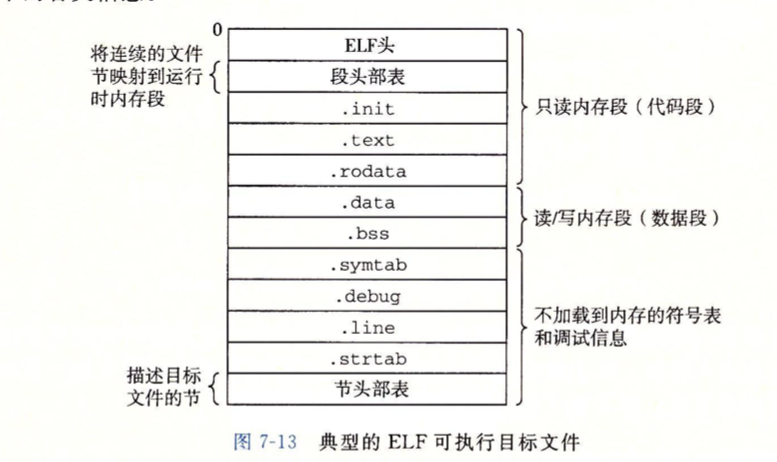 0
ELF头
将连续的文件
节映射到运行
时内存段
段头部表
.init
.text
.rodata
只读内存段（代码段）
.data
.bss
读/写内存段（数据段）
.symtab
.debug
.line
.strtab
不加载到内存的符号表
和调试信息
描述目标
文件的节
节头部表
图 7-13 典型的 ELF 可执行目标文件